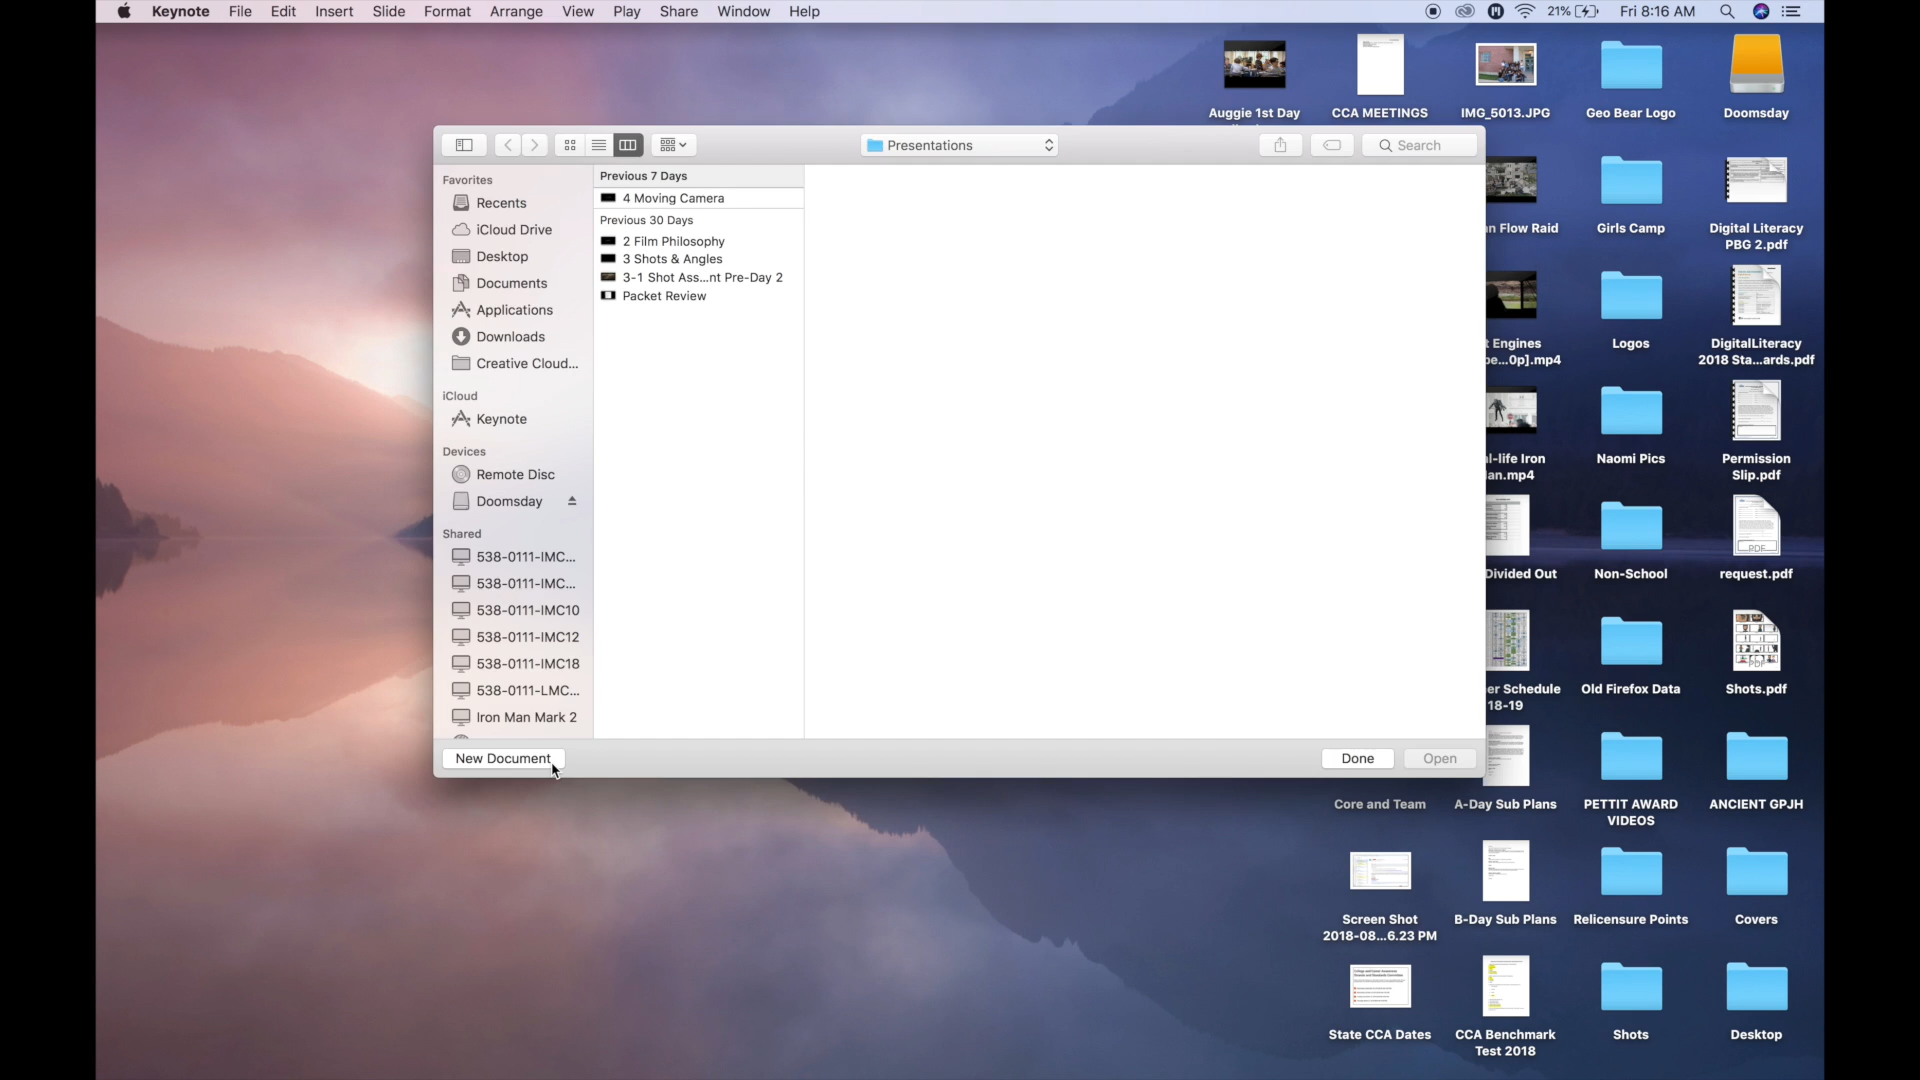 Keynote File Edit Insert Slide Format Arrange View Play Share Window Help
21% Fri 8:16 AM
Auggie 1st Day
CCA MEETINGS
IMG_5013.JPG
Geo Bear Logo
Doomsday
Presentations
Search
Favorites
Recents
iCloud Drive
Desktop
Documents
Applications
Downloads
Creative Cloud...
iCloud
Keynote
Devices
Remote Disc
Doomsday
Shared
538-0111-IMC...
538-0111-IMC...
538-0111-IMC10
538-0111-IMC12
538-0111-IMC18
538-0111-LMC...
Iron Man Mark 2
Previous 7 Days
4 Moving Camera
Previous 30 Days
2 Film Philosophy
3 Shots & Angles
3-1 Shot Ass...nt Pre-Day 2
Packet Review
New Document
Done
Open
n Flow Raid
Girls Camp
Digital Literacy
PBG 2.pdf
t Engines
be...0p].mp4
Logos
DigitalLiteracy
2018 Sta...ards.pdf
al-life Iron
an.mp4
Naomi Pics
Permission
Slip.pdf
Divided Out
Non-School
PDF
request.pdf
er Schedule
18-19
Old Firefox Data
PDF
Shots.pdf
Core and Team
A-Day Sub Plans
PETTIT AWARD
VIDEOS
ANCIENT GPJH
Screen Shot
2018-08...6.23 PM
B-Day Sub Plans
Relicensure Points
Covers
State CCA Dates
CCA Benchmark
Test 2018
Shots
Desktop